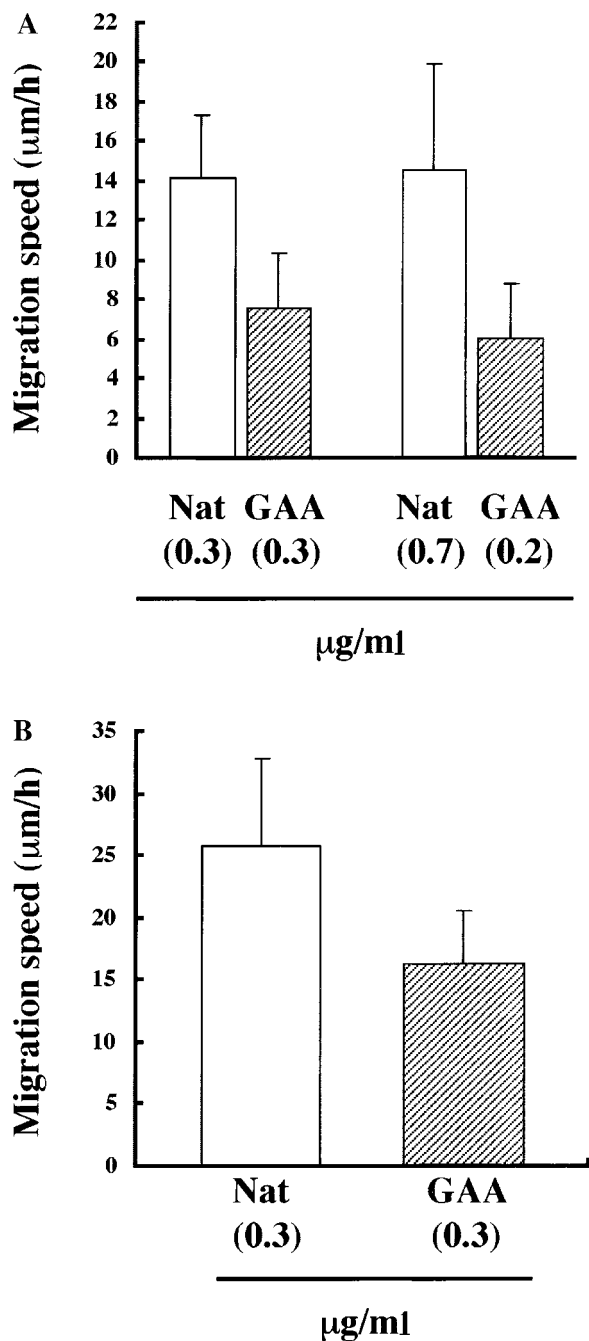 A
Migration speed (μm/h)
22
20
18
16
14
12
10
8
6
4
2
0
Nat GAA Nat GAA
(0.3) (0.3) (0.7) (0.2)
μg/ml
B
Migration speed (μm/h)
35
30
25
20
15
10
5
0
Nat GAA
(0.3) (0.3)
μg/ml